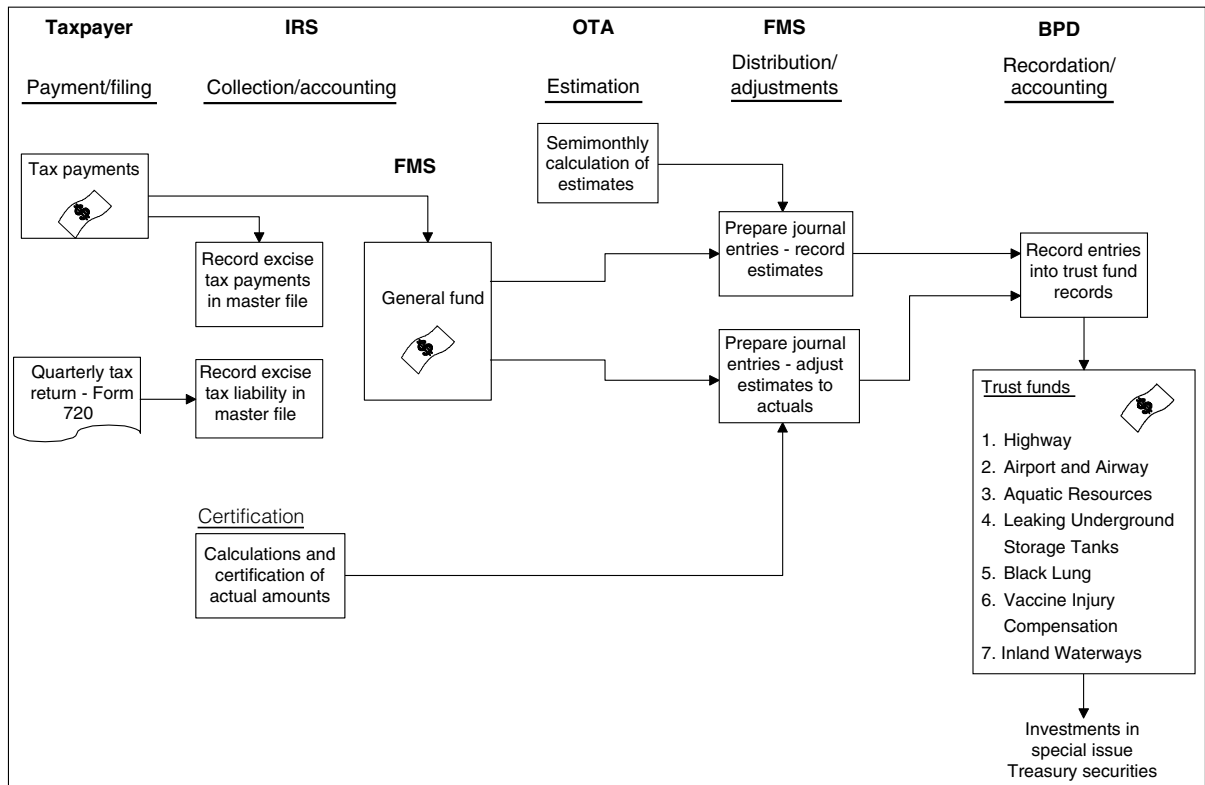 Taxpayer
IRS
OTA
FMS
BPD
Payment/filing
Collection/accounting
Estimation
Distribution/
adjustments
Recordation/
accounting
Tax payments
$
FMS
Semimonthly
calculation of
estimates
Record excise
tax payments
in master file
General fund
$
Prepare journal
entries - record
estimates
Record entries
into trust fund
records
Quarterly tax
return - Form
720
Record excise
tax liability in
master file
Prepare journal
entries - adjust
estimates to
actuals
Trust funds
$
1. Highway
2. Airport and Airway
3. Aquatic Resources
4. Leaking Underground
Storage Tanks
5. Black Lung
6. Vaccine Injury
Compensation
7. Inland Waterways
Certification
Calculations and
certification of
actual amounts
Investments in
special issue
Treasury securities